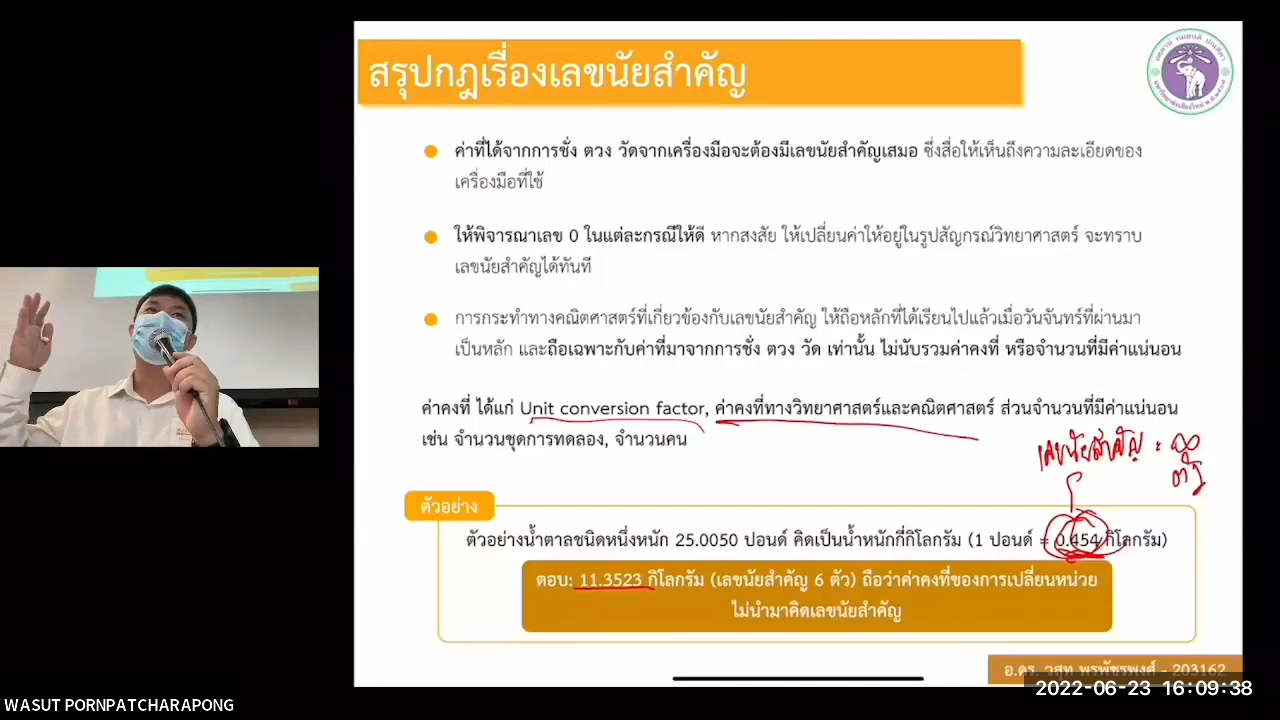 สรุปกฎเรื่องเลขนัยสำคัญ
ค่าที่ได้จากการชั่ง ตวง วัดจากเครื่องมือจะต้องมีเลขนัยสำคัญเสมอ ซึ่งสื่อให้เห็นถึงความละเอียดของ
เครื่องมือที่ใช้
ให้พิจารณาเลข 0 ในแต่ละกรณีให้ดี หากสงสัย ให้เปลี่ยนค่าให้อยู่ในรูปสัญกรณ์วิทยาศาสตร์ จะทราบ
เลขนัยสำคัญได้ทันที
การกระทำทางคณิตศาสตร์ที่เกี่ยวข้องกับเลขนัยสำคัญ ให้ถือหลักที่ได้เรียนไปแล้วเมื่อวันจันทร์ที่ผ่านมา
เป็นหลัก และถือเฉพาะกับค่าที่มาจากการชั่ง ตวง วัด เท่านั้น ไม่นับรวมค่าคงที่ หรือจำนวนที่มีค่าแน่นอน
ค่าคงที่ ได้แก่ Unit conversion factor, ค่าคงที่ทางวิทยาศาสตร์และคณิตศาสตร์ ส่วนจำนวนที่มีค่าแน่นอน
เช่น จำนวนชุดการทดลอง, จำนวนคน
เลขนัยสำคัญ = ∞
ตัว
ตัวอย่าง
ตัวอย่างน้ำตาลชนิดหนึ่งหนัก 25.0050 ปอนด์ คิดเป็นน้ำหนักกี่กิโลกรัม (1 ปอนด์ = 0.454 กิโลกรัม)
ตอบ: 11.3523 กิโลกรัม (เลขนัยสำคัญ 6 ตัว) ถือว่าค่าคงที่ของการเปลี่ยนหน่วย
ไม่นำมาคิดเลขนัยสำคัญ
อ.ดร. วสุท พรพัชรพงศ์ - 203162
2022-06-23 16:09:38
WASUT PORNPATCHARAPONG